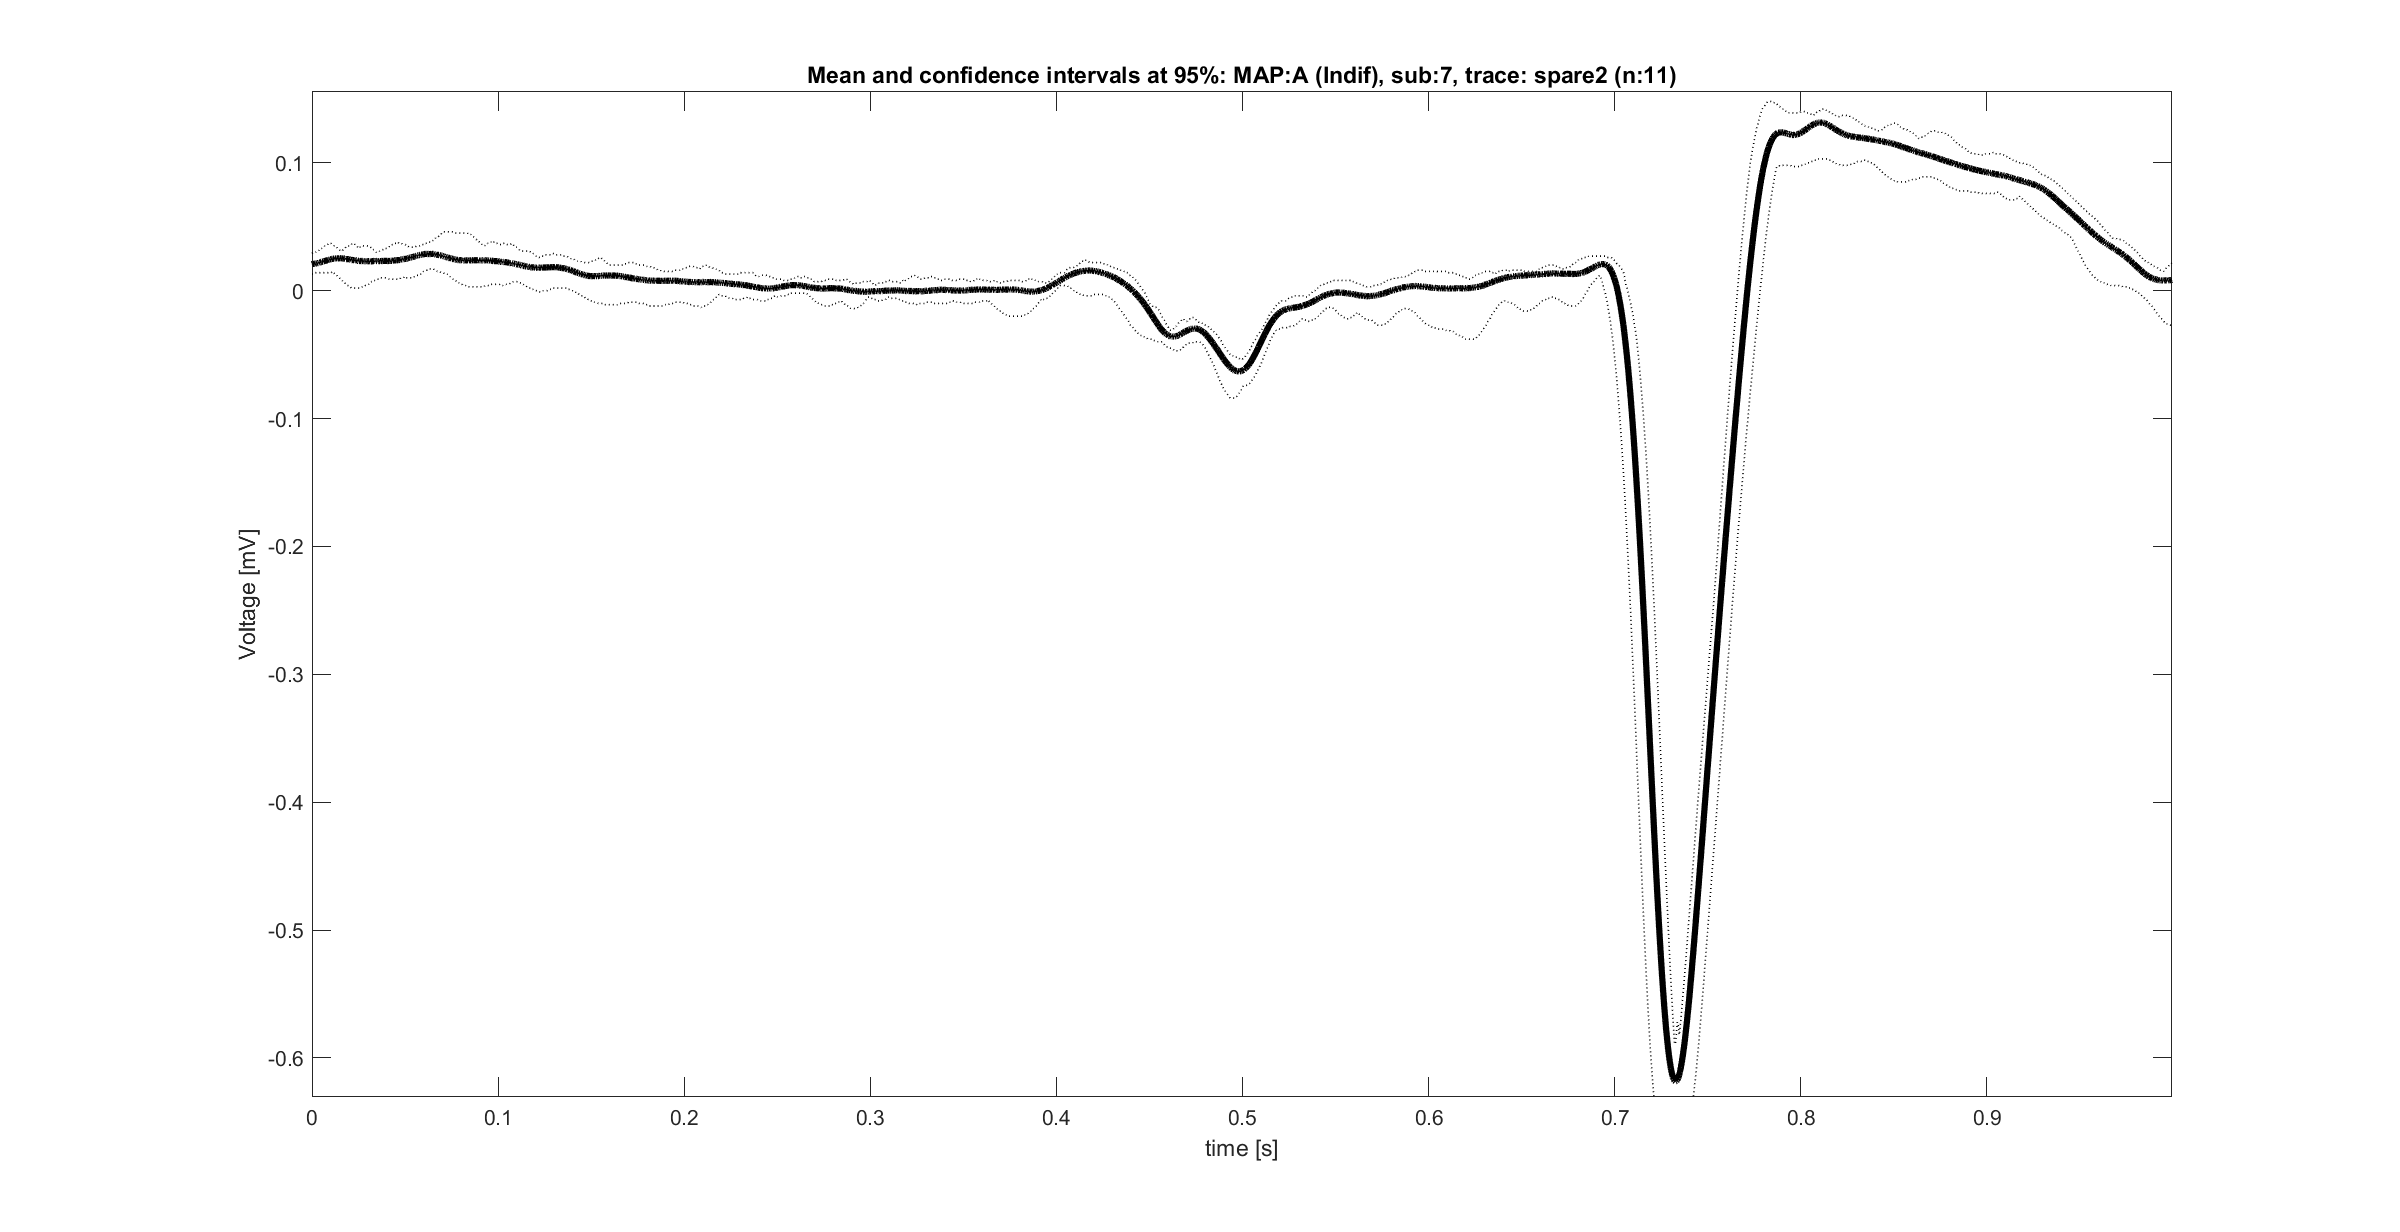 Mean and confidence intervals at 95%: MAP:A (Indif), sub:7, trace: spare2 (n:11)
0.1
0
-0.1
-0.2
-0.3
-0.4
-0.5
-0.6
Voltage [mV]
0 0.1 0.2 0.3 0.4 0.5 0.6 0.7 0.8 0.9
time [s]